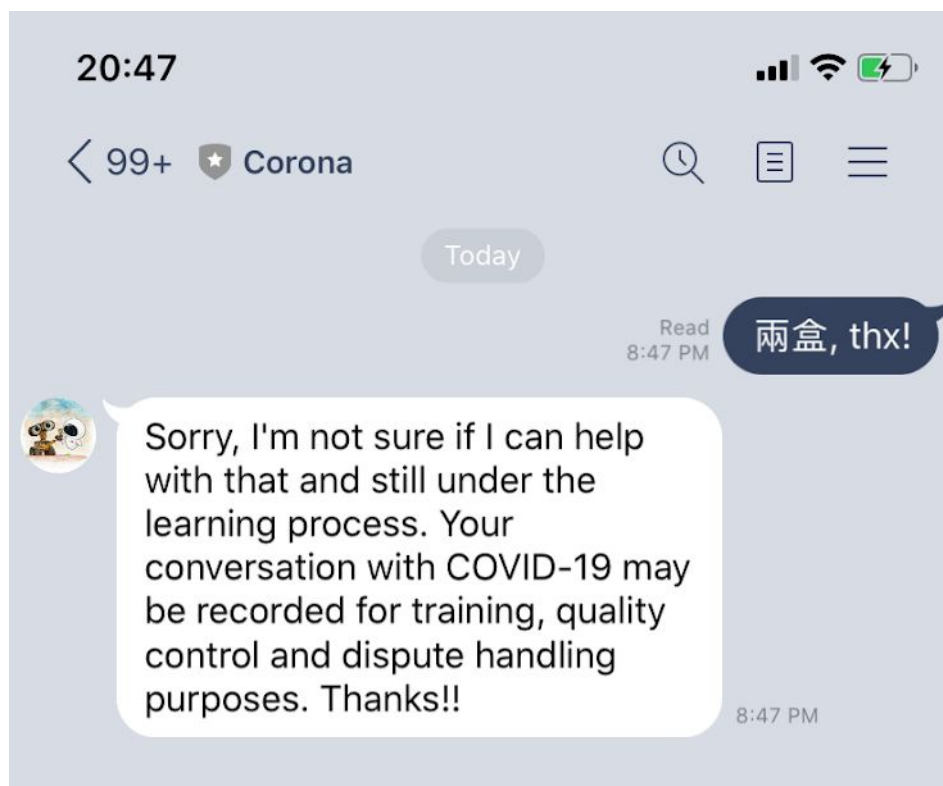 20:47
99+ Corona
Today
兩盒, thx!
Read
8:47 PM
Sorry, I'm not sure if I can help
with that and still under the
learning process. Your
conversation with COVID-19 may
be recorded for training, quality
control and dispute handling
purposes. Thanks!!
8:47 PM